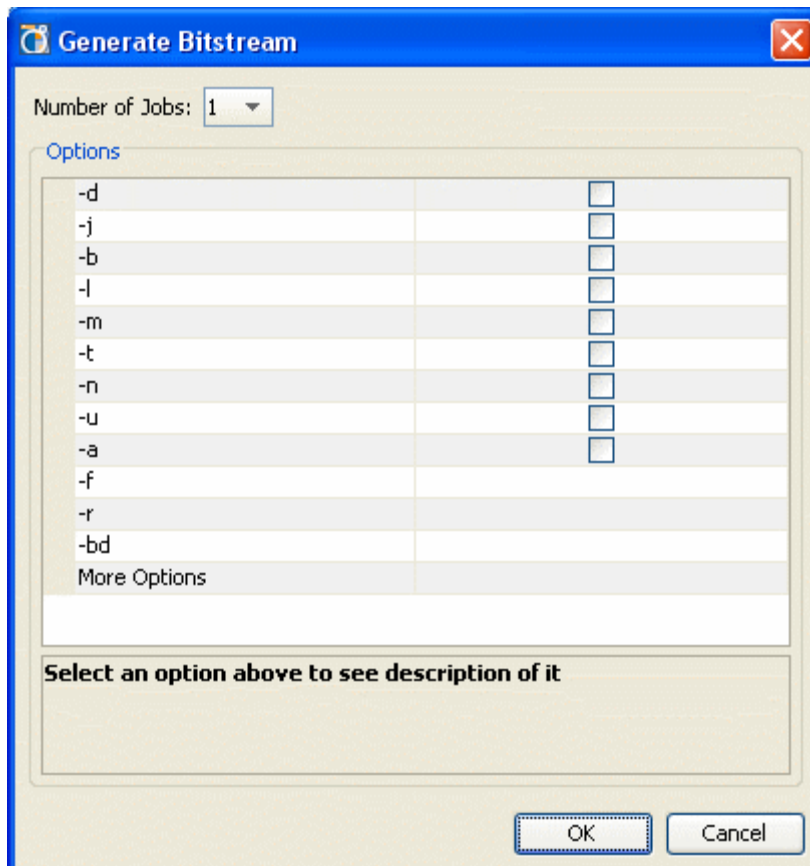 Generate Bitstream
Number of Jobs: 1
Options
-d
-j
-b
-l
-m
-t
-n
-u
-a
-f
-r
-bd
More Options
Select an option above to see description of it
OK Cancel